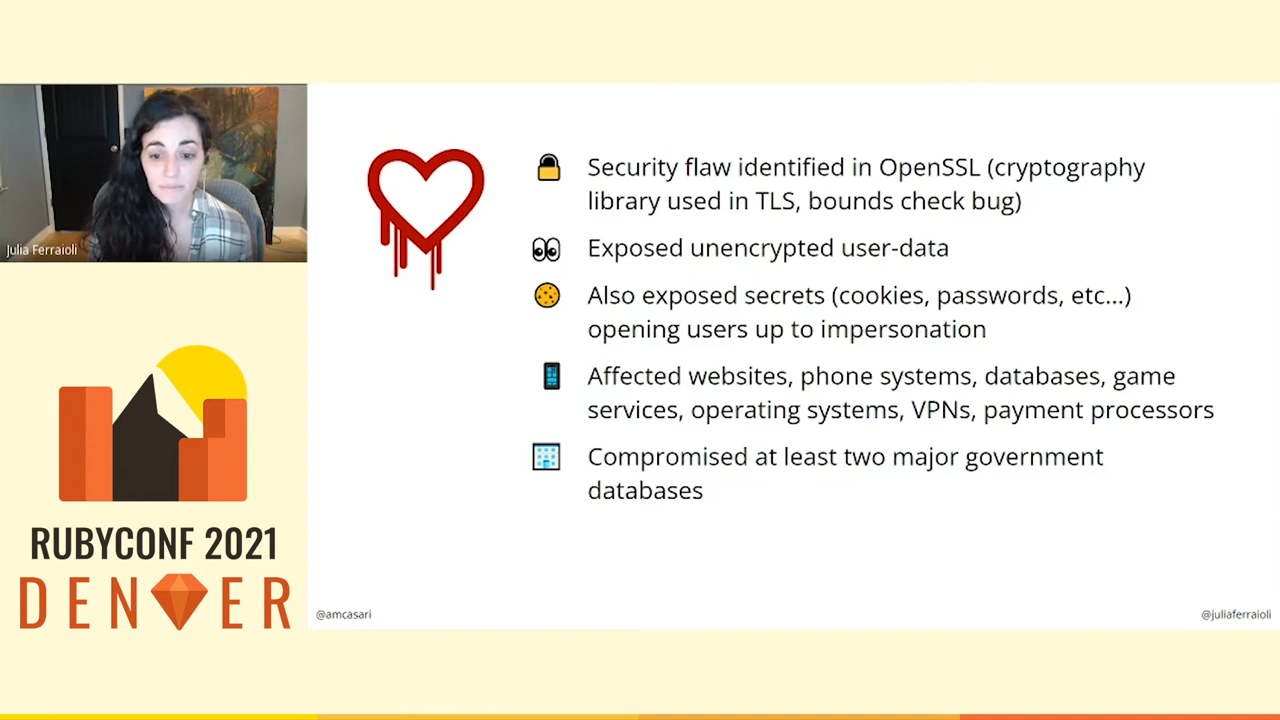 Julia Ferraioli
RUBYCONF 2021
DENVER
Security flaw identified in OpenSSL (cryptography
library used in TLS, bounds check bug)
Exposed unencrypted user-data
Also exposed secrets (cookies, passwords, etc...)
opening users up to impersonation
Affected websites, phone systems, databases, game
services, operating systems, VPNs, payment processors
Compromised at least two major government
databases
@amcasari
@juliaferraioli